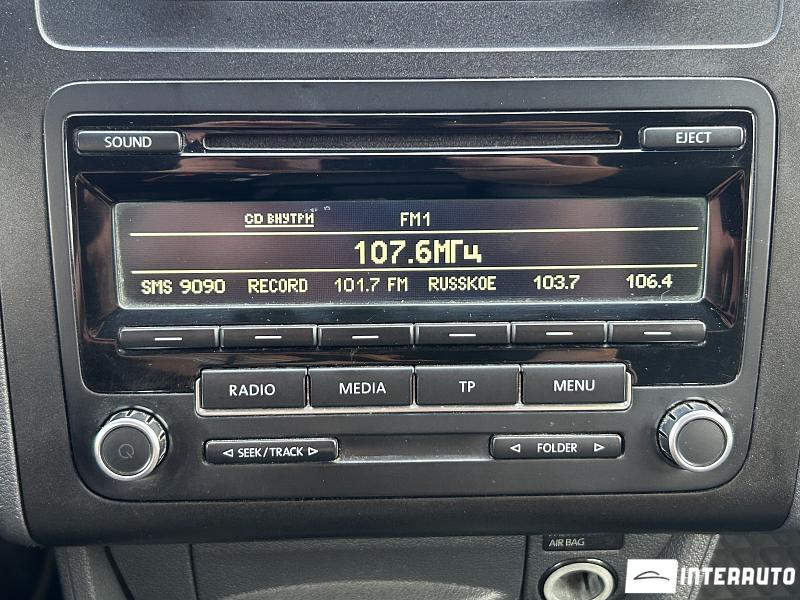 SOUND
EJECT
CD ВНУТРИ FM1
107.6МГц
SMS 9090 RECORD 101.7 FM RUSSKOE 103.7 106.4
RADIO MEDIA TP MENU
SEEK/TRACK FOLDER
AIR BAG
INTERAUTO